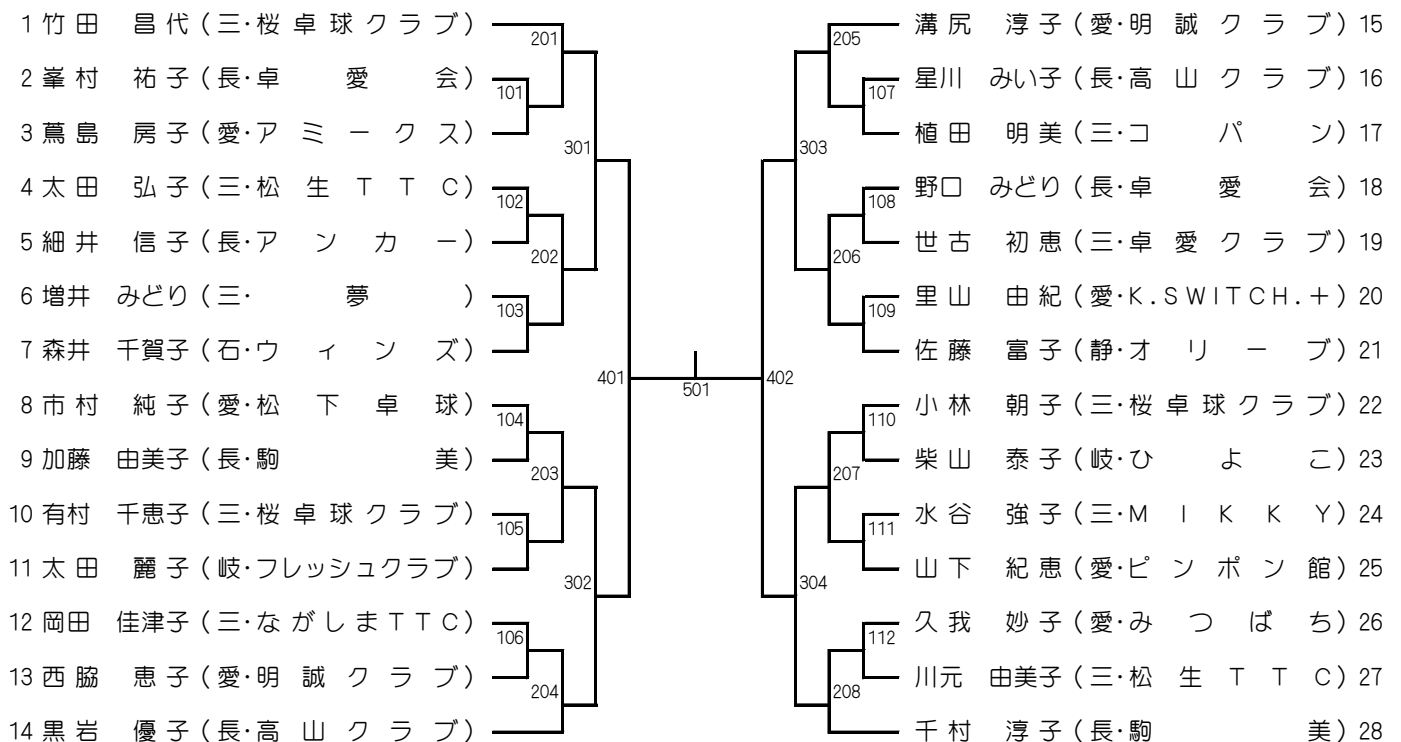 1 竹田 昌代 (三・桜卓球クラブ)
2 峯村 祐子 (長・卓愛会)
3 蔦島 房子 (愛・アミークス)
4 太田 弘子 (三・松生TTC)
5 細井 信子 (長・アンカー)
6 増井 みどり (三・夢)
7 森井 千賀子 (石・ウィンズ)
8 市村 純子 (愛・松下卓球)
9 加藤 由美子 (長・駒美)
10 有村 千恵子 (三・桜卓球クラブ)
11 太田 麗子 (岐・フレッシュクラブ)
12 岡田 佳津子 (三・ながしまTTC)
13 西脇 恵子 (愛・明誠クラブ)
14 黒岩 優子 (長・高山クラブ)
201
101
301
102
202
103
401
104
203
105
302
106
204
501
205
107
303
108
206
109
402
110
207
111
304
112
208
溝尻 淳子 (愛・明誠クラブ) 15
星川 みい子 (長・高山クラブ) 16
植田 明美 (三・コパン) 17
野口 みどり (長・卓愛会) 18
世古 初恵 (三・卓愛クラブ) 19
里山 由紀 (愛・K.SWITCH.+) 20
佐藤 富子 (静・オリーブ) 21
小林 朝子 (三・桜卓球クラブ) 22
柴山 泰子 (岐・ひよこ) 23
水谷 強子 (三・MIKKY) 24
山下 紀恵 (愛・ピンポン館) 25
久我 妙子 (愛・みつばち) 26
川元 由美子 (三・松生TTC) 27
千村 淳子 (長・駒美) 28